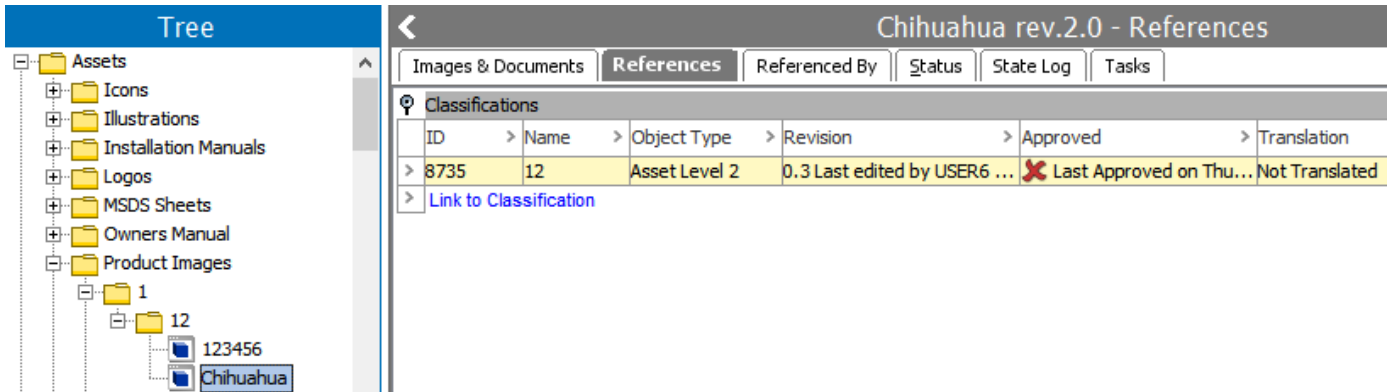 Tree
Assets
Icons
Illustrations
Installation Manuals
Logos
MSDS Sheets
Owners Manual
Product Images
1
12
123456
Chihuahua
Chihuahua rev.2.0 - References
Images & Documents References Referenced By Status State Log Tasks
Classifications
ID > Name > Object Type > Revision > Approved > Translation
> 8735 12 Asset Level 2 0.3 Last edited by USER6 ... Last Approved on Thu... Not Translated
> Link to Classification